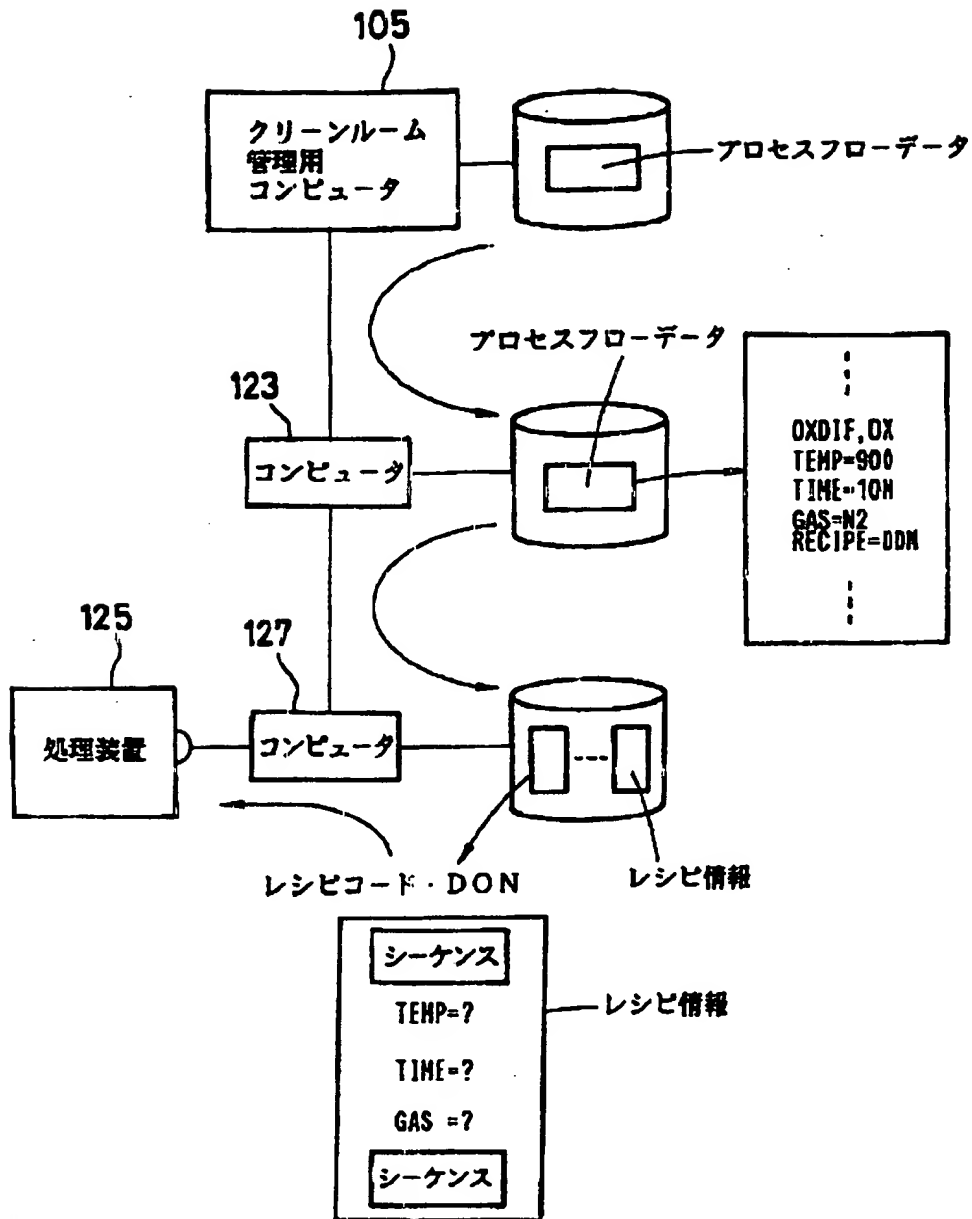 105
クリーンルーム
管理用
コンピュータ
プロセスフローデータ
プロセスフローデータ
123
コンピュータ
OXDIF,OX
TEMP=900
TIME=10M
GAS=N2
RECIPE=DDN
125
127
処理装置
コンピュータ
レシピコード・DON
レシピ情報
シーケンス
レシピ情報
TEMP=?
TIME=?
GAS =?
シーケンス